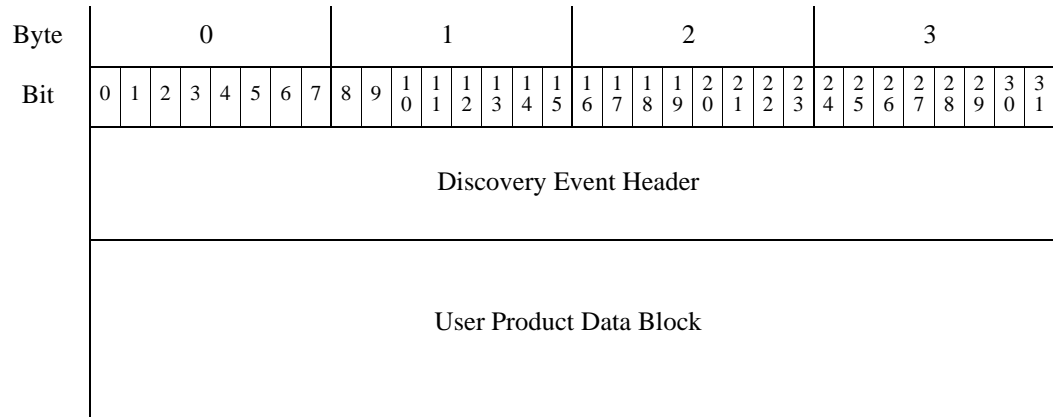 Byte 0 1 2 3
Bit 0 1 2 3 4 5 6 7 8 9 10 11 12 13 14 15 16 17 18 19 20 21 22 23 24 25 26 27 28 29 30 31
Discovery Event Header
User Product Data Block